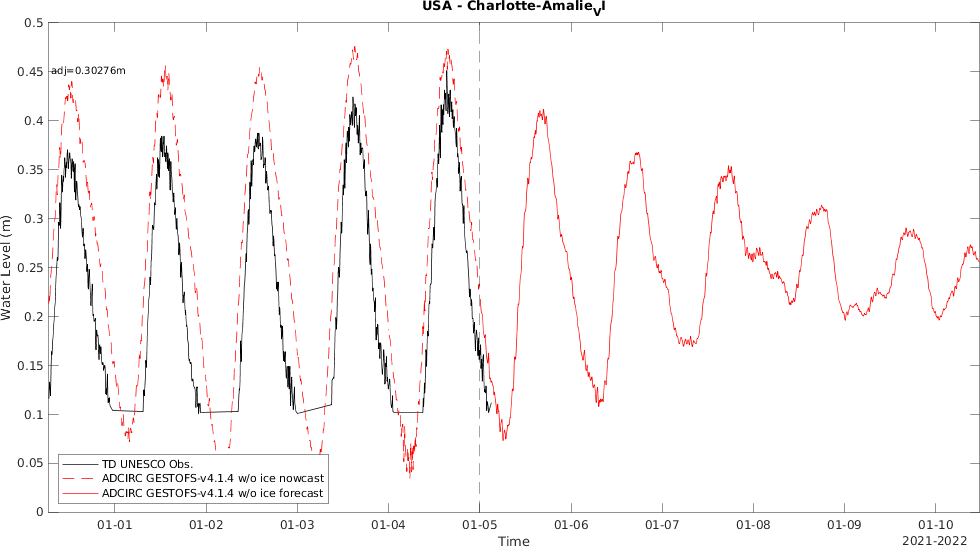 USA - Charlotte-Amalie_VI
0.5
0.45
0.4
0.35
0.3
0.25
0.2
0.15
0.1
0.05
0
Water Level (m)
adj=0.30276m
TD UNESCO Obs.
ADCIRC GESTOFS-v4.1.4 w/o ice nowcast
ADCIRC GESTOFS-v4.1.4 w/o ice forecast
01-01 01-02 01-03 01-04 01-05 01-06 01-07 01-08 01-09 01-10
Time
2021-2022